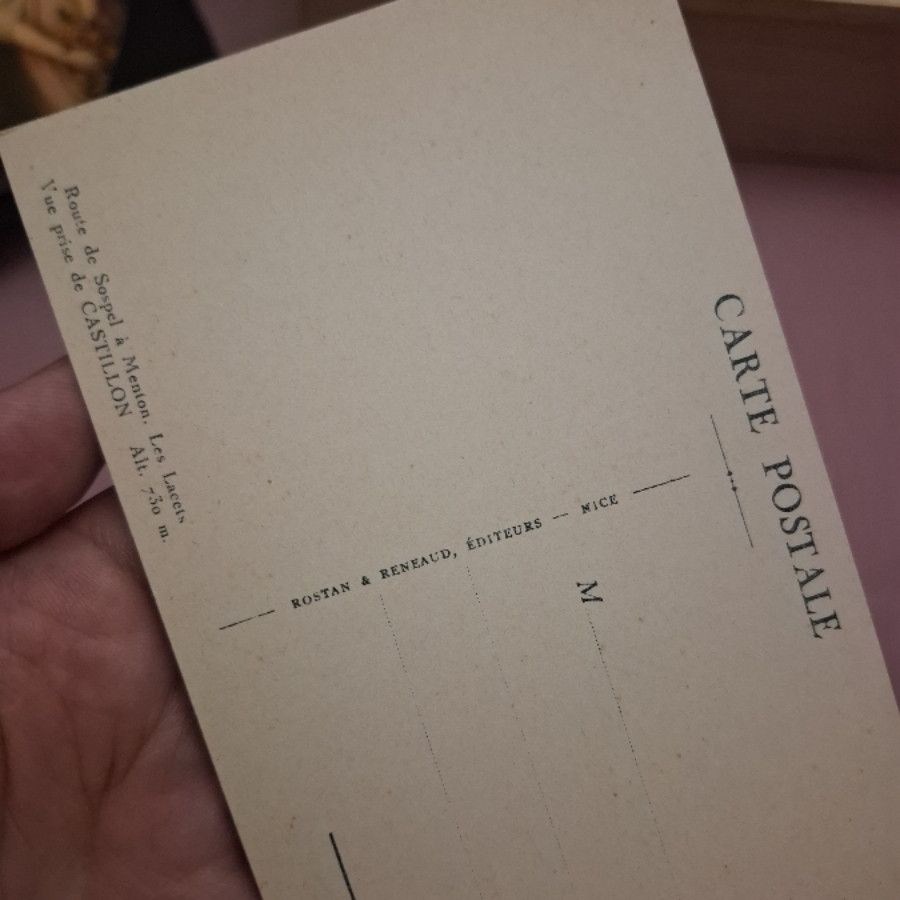 CARTE POSTALE
Route de Sospel à Menton. Les Lacets
Vue prise de CASTILLON Alt. 730 m.
ROSTAN & RENEAUD, ÉDITEURS — NICE
M